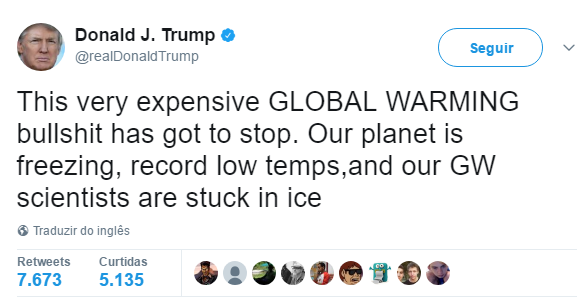 Donald J. Trump
@realDonaldTrump
Seguir
This very expensive GLOBAL WARMING
bullshit has got to stop. Our planet is
freezing, record low temps,and our GW
scientists are stuck in ice
Traduzir do inglês
Retweets Curtidas
7.673 5.135